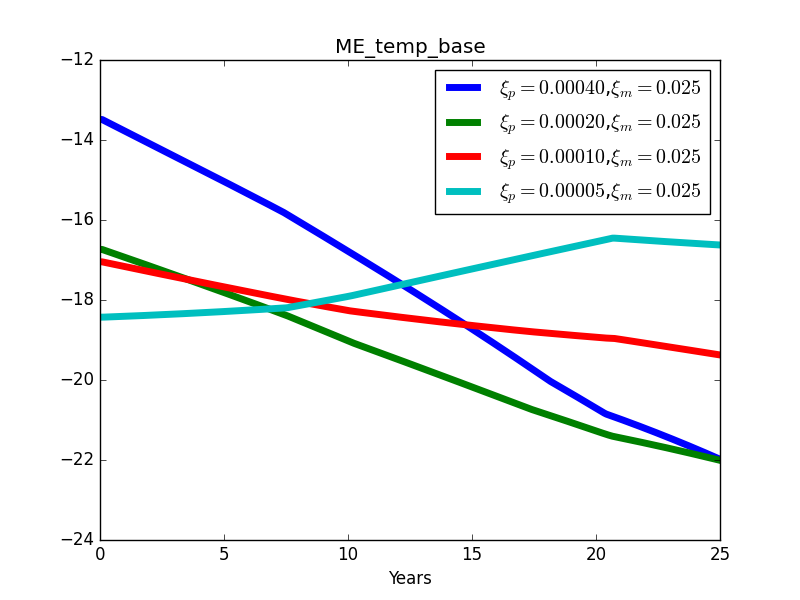 ME_temp_base
−12
−14
−16
−18
−20
−22
−24
0 5 10 15 20 25
Years
ξp = 0.00040,ξm = 0.025
ξp = 0.00020,ξm = 0.025
ξp = 0.00010,ξm = 0.025
ξp = 0.00005,ξm = 0.025